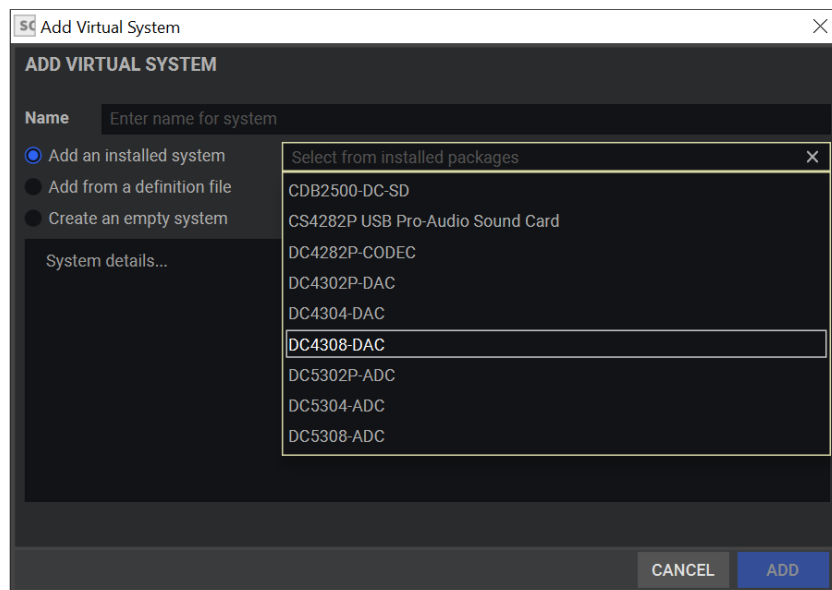 SC Add Virtual System
ADD VIRTUAL SYSTEM
Name Enter name for system
Add an installed system Select from installed packages
Add from a definition file
Create an empty system
CDB2500-DC-SD
CS4282P USB Pro-Audio Sound Card
DC4282P-CODEC
DC4302P-DAC
DC4304-DAC
DC4308-DAC
DC5302P-ADC
DC5304-ADC
DC5308-ADC
System details...
CANCEL ADD